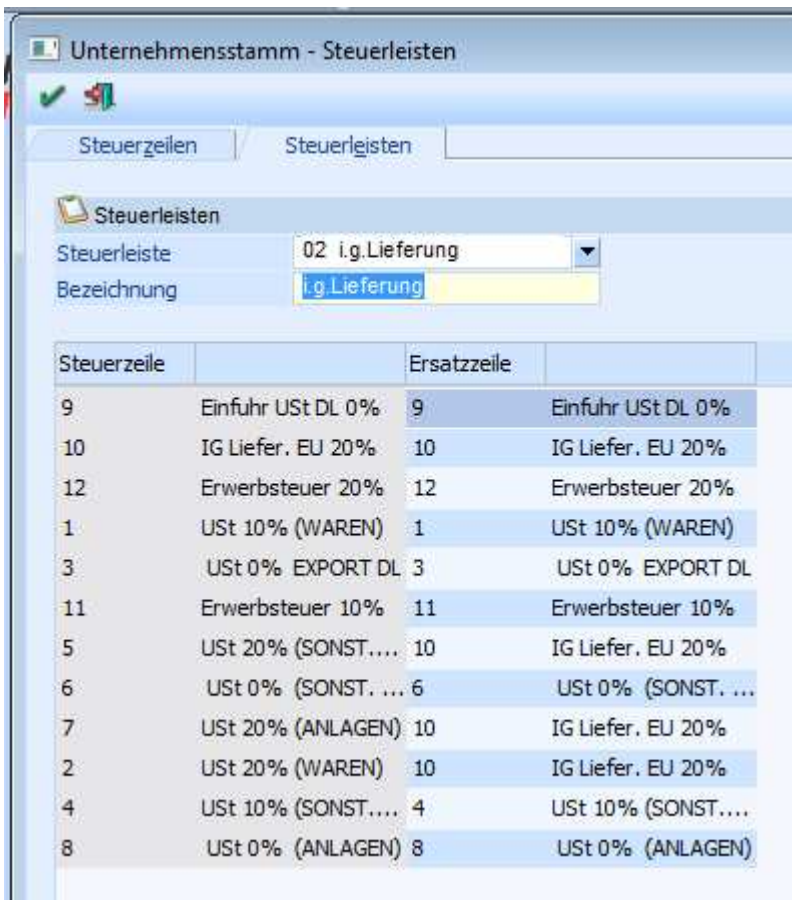 Unternehmensstamm - Steuerleisten
Steuerzeilen Steuerleisten
Steuerleisten
Steuerleiste 02 i.g.Lieferung
Bezeichnung i.g.Lieferung
Steuerzeile Ersatzzeile
9 Einfuhr USt DL 0% 9 Einfuhr USt DL 0%
10 IG Liefer. EU 20% 10 IG Liefer. EU 20%
12 Erwerbsteuer 20% 12 Erwerbsteuer 20%
1 USt 10% (WAREN) 1 USt 10% (WAREN)
3 USt 0% EXPORT DL 3 USt 0% EXPORT DL
11 Erwerbsteuer 10% 11 Erwerbsteuer 10%
5 USt 20% (SONST.... 10 IG Liefer. EU 20%
6 USt 0% (SONST. ... 6 USt 0% (SONST. ...
7 USt 20% (ANLAGEN) 10 IG Liefer. EU 20%
2 USt 20% (WAREN) 10 IG Liefer. EU 20%
4 USt 10% (SONST.... 4 USt 10% (SONST....
8 USt 0% (ANLAGEN) 8 USt 0% (ANLAGEN)